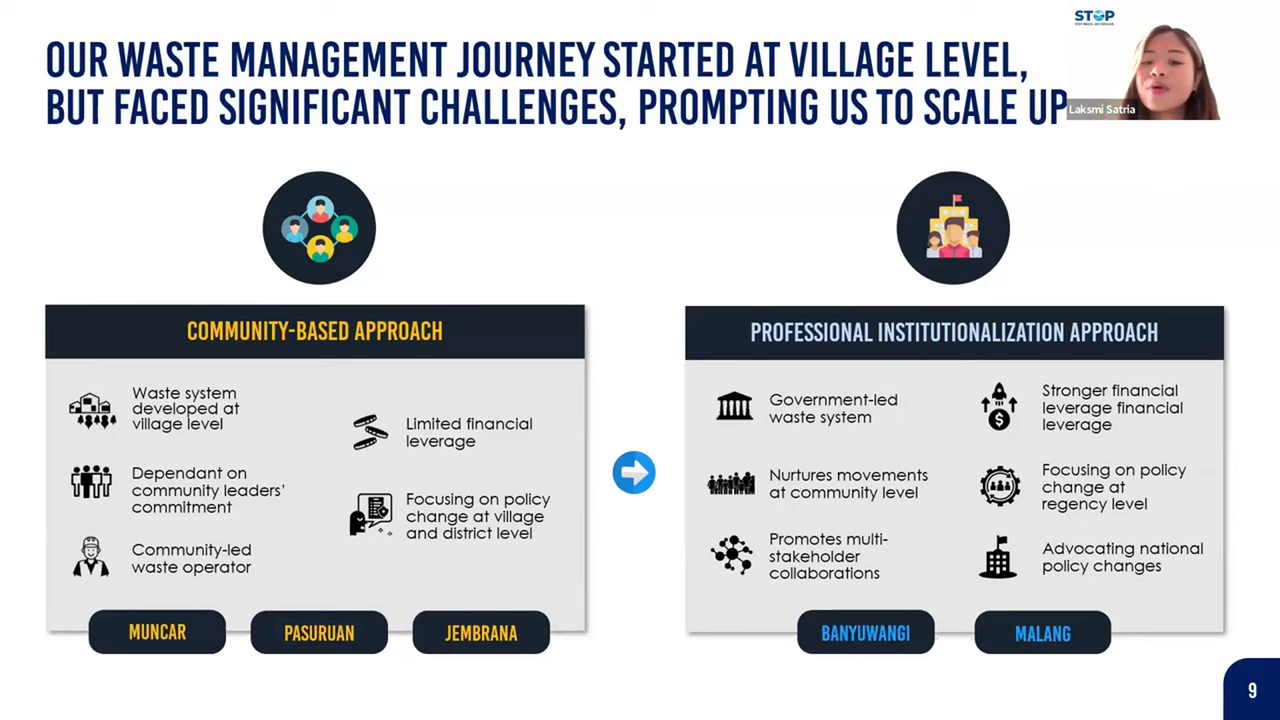 STOP
OUR WASTE MANAGEMENT JOURNEY STARTED AT VILLAGE LEVEL,
BUT FACED SIGNIFICANT CHALLENGES, PROMPTING US TO SCALE UP
Laksmi Satria
COMMUNITY-BASED APPROACH
Waste system
developed at
village level
Dependant on
community leaders'
commitment
Community-led
waste operator
Limited financial
leverage
Focusing on policy
change at village
and district level
MUNCAR
PASURUAN
JEMBRANA
PROFESSIONAL INSTITUTIONALIZATION APPROACH
Government-led
waste system
Nurtures movements
at community level
Promotes multi-
stakeholder
collaborations
Stronger financial
leverage financial
leverage
Focusing on policy
change at
regency level
Advocating national
policy changes
BANYUWANGI
MALANG
9